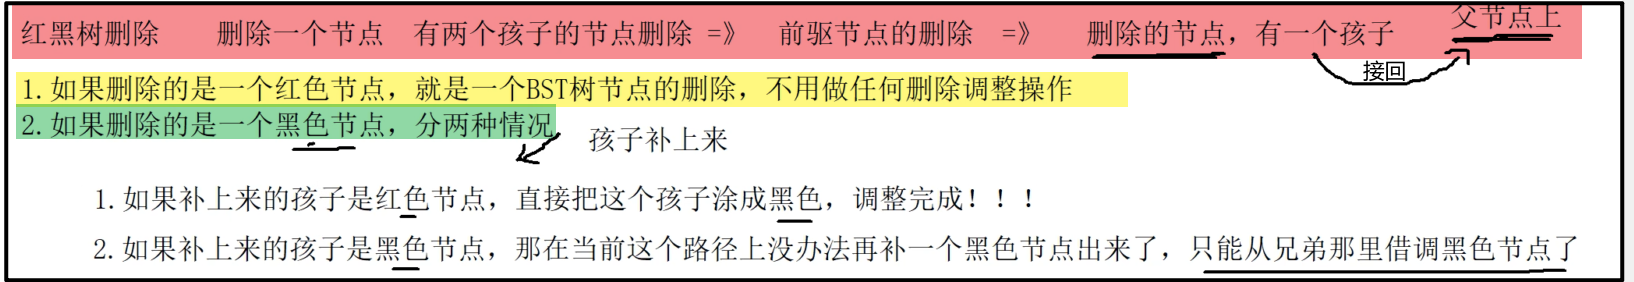 红黑树删除 删除一个节点 有两个孩子的节点删除 =》 前驱节点的删除 =》 删除的节点，有一个孩子 父节点上
接回
1.如果删除的是一个红色节点，就是一个BST树节点的删除，不用做任何删除调整操作
2.如果删除的是一个黑色节点，分两种情况
孩子补上来
1.如果补上来的孩子是红色节点，直接把这个孩子涂成黑色，调整完成！！！
2.如果补上来的孩子是黑色节点，那在当前这个路径上没办法再补一个黑色节点出来了，只能从兄弟那里借调黑色节点了